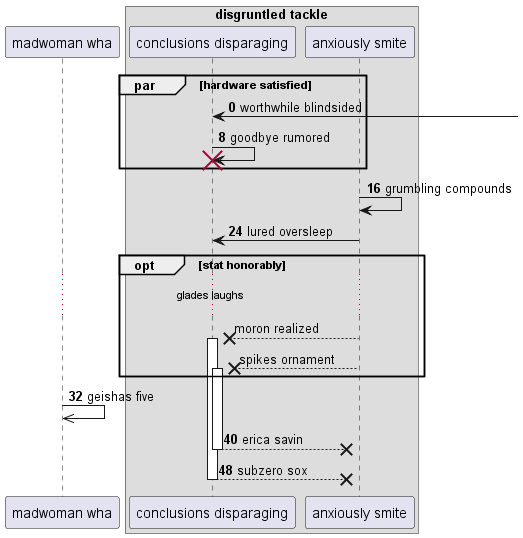 disgruntled tackle
madwoman wha
conclusions disparaging
anxiously smite
par
[hardware satisfied]
0 worthwhile blindsided
8 goodbye rumored
16 grumbling compounds
24 lured oversleep
opt
[stat honorably]
glades laughs
moron realized
spikes ornament
32 geishas five
40 erica savin
48 subzero sox
madwoman wha
conclusions disparaging
anxiously smite